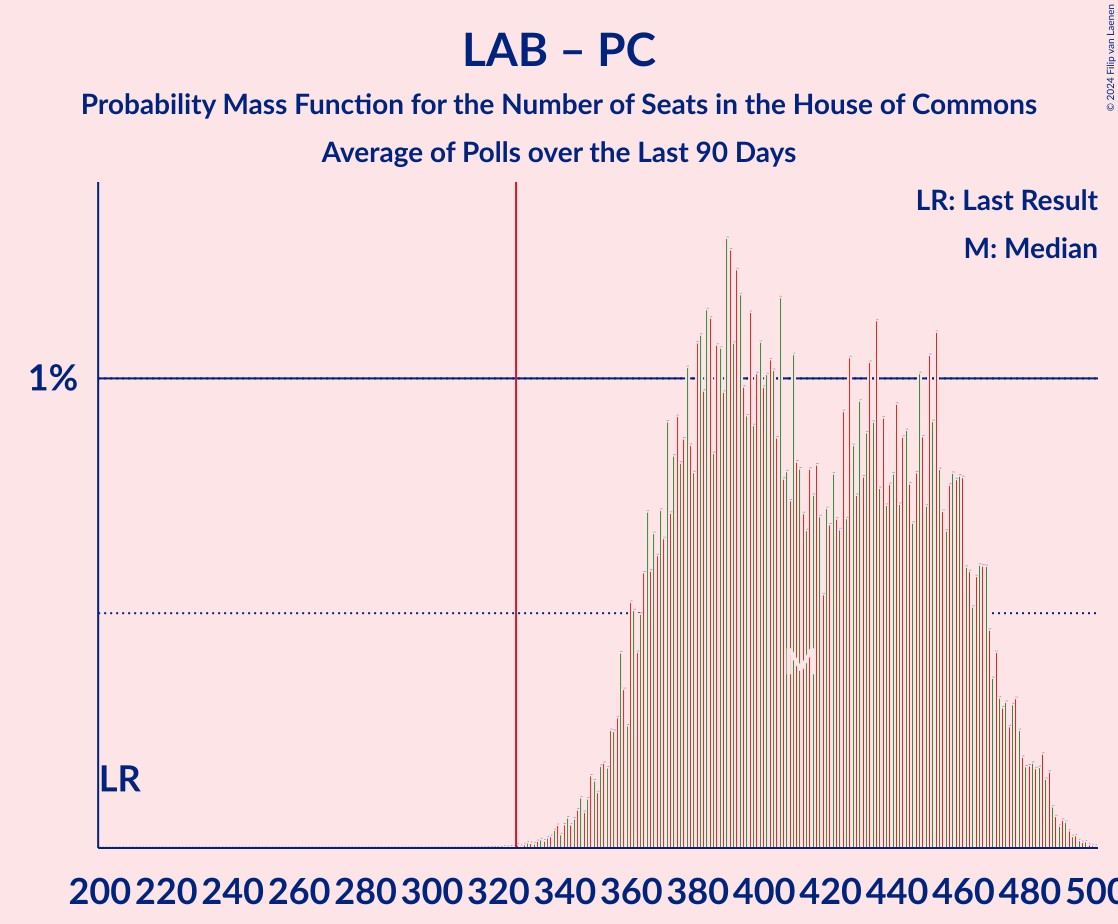 LAB – PC
Probability Mass Function for the Number of Seats in the House of Commons
Average of Polls over the Last 90 Days
© 2024 Filip van Laenen
LR: Last Result
M: Median
1%
M
LR
200 220 240 260 280 300 320 340 360 380 400 420 440 460 480 500